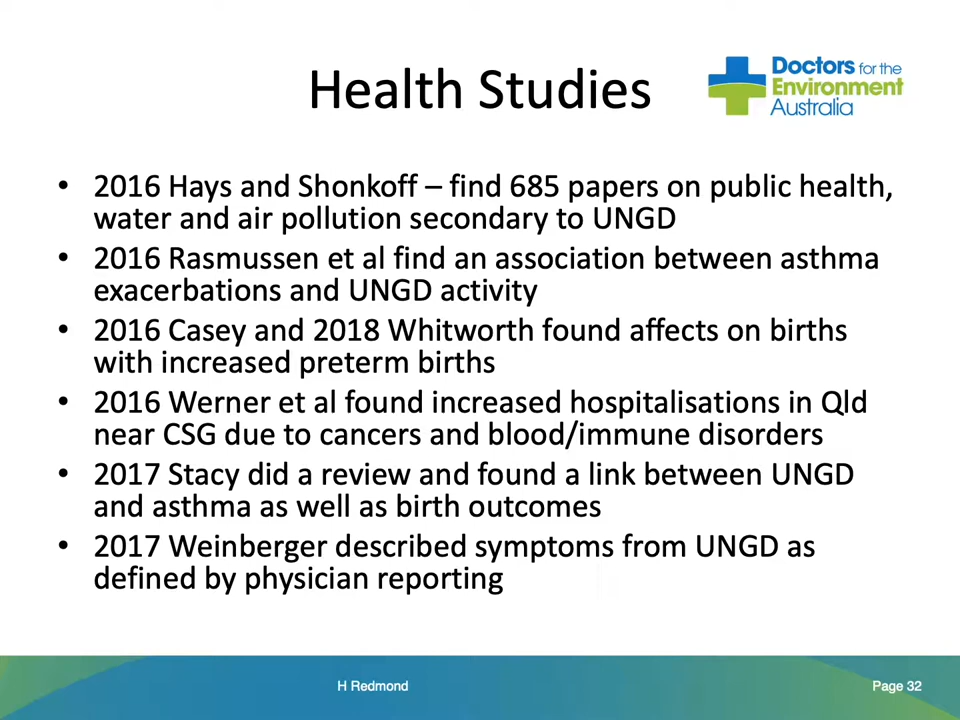 Health Studies
Doctors for the
Environment
Australia
• 2016 Hays and Shonkoff – find 685 papers on public health,
water and air pollution secondary to UNGD
• 2016 Rasmussen et al find an association between asthma
exacerbations and UNGD activity
• 2016 Casey and 2018 Whitworth found affects on births
with increased preterm births
• 2016 Werner et al found increased hospitalisations in Qld
near CSG due to cancers and blood/immune disorders
• 2017 Stacy did a review and found a link between UNGD
and asthma as well as birth outcomes
• 2017 Weinberger described symptoms from UNGD as
defined by physician reporting
H Redmond
Page 32